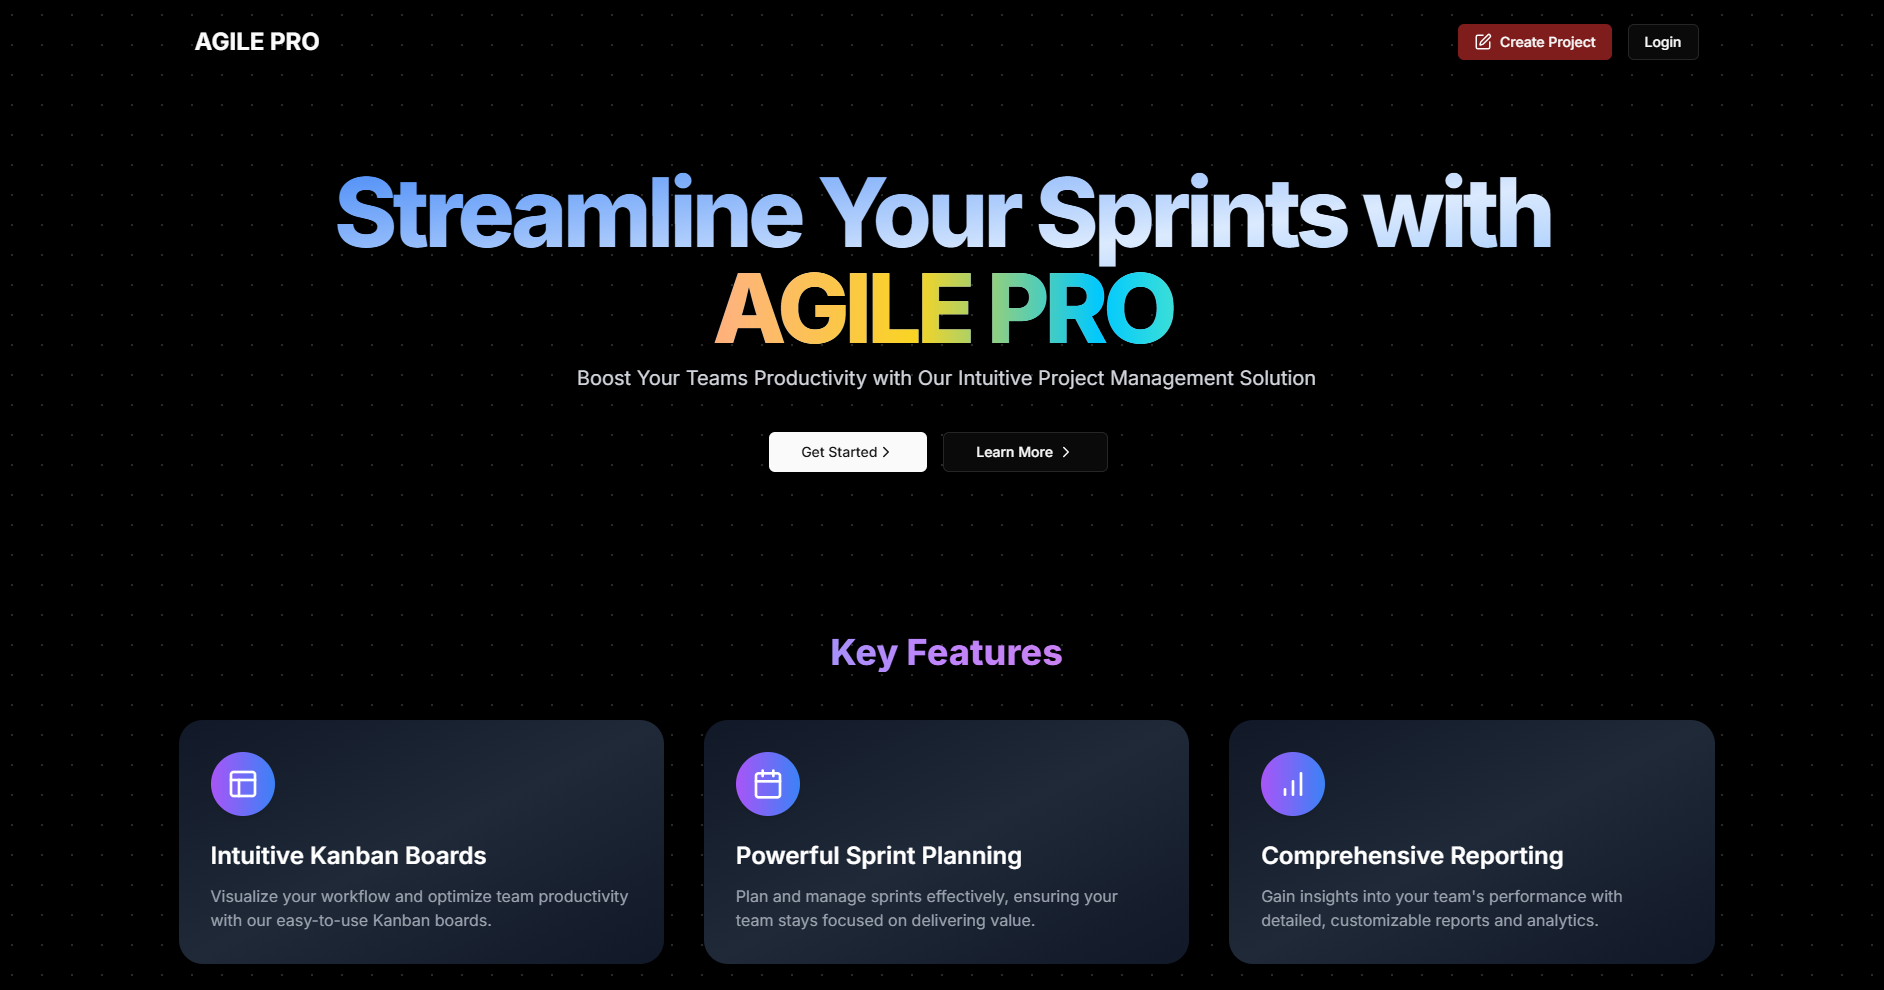 AGILE PRO
Create Project
Login
Streamline Your Sprints with
AGILE PRO
Boost Your Teams Productivity with Our Intuitive Project Management Solution
Get Started
Learn More
Key Features
Intuitive Kanban Boards
Visualize your workflow and optimize team productivity
with our easy-to-use Kanban boards.
Powerful Sprint Planning
Plan and manage sprints effectively, ensuring your
team stays focused on delivering value.
Comprehensive Reporting
Gain insights into your team's performance with
detailed, customizable reports and analytics.